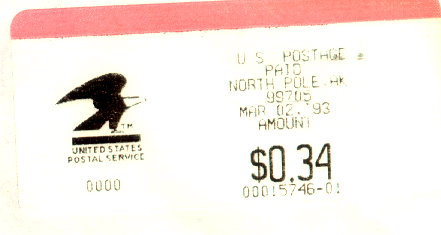 U.S. POSTAGE
PAID
NORTH POLE, AK
99705
MAR 02, '93
AMOUNT
$0.34
00015746-01
TM
UNITED STATES
POSTAL SERVICE
0000